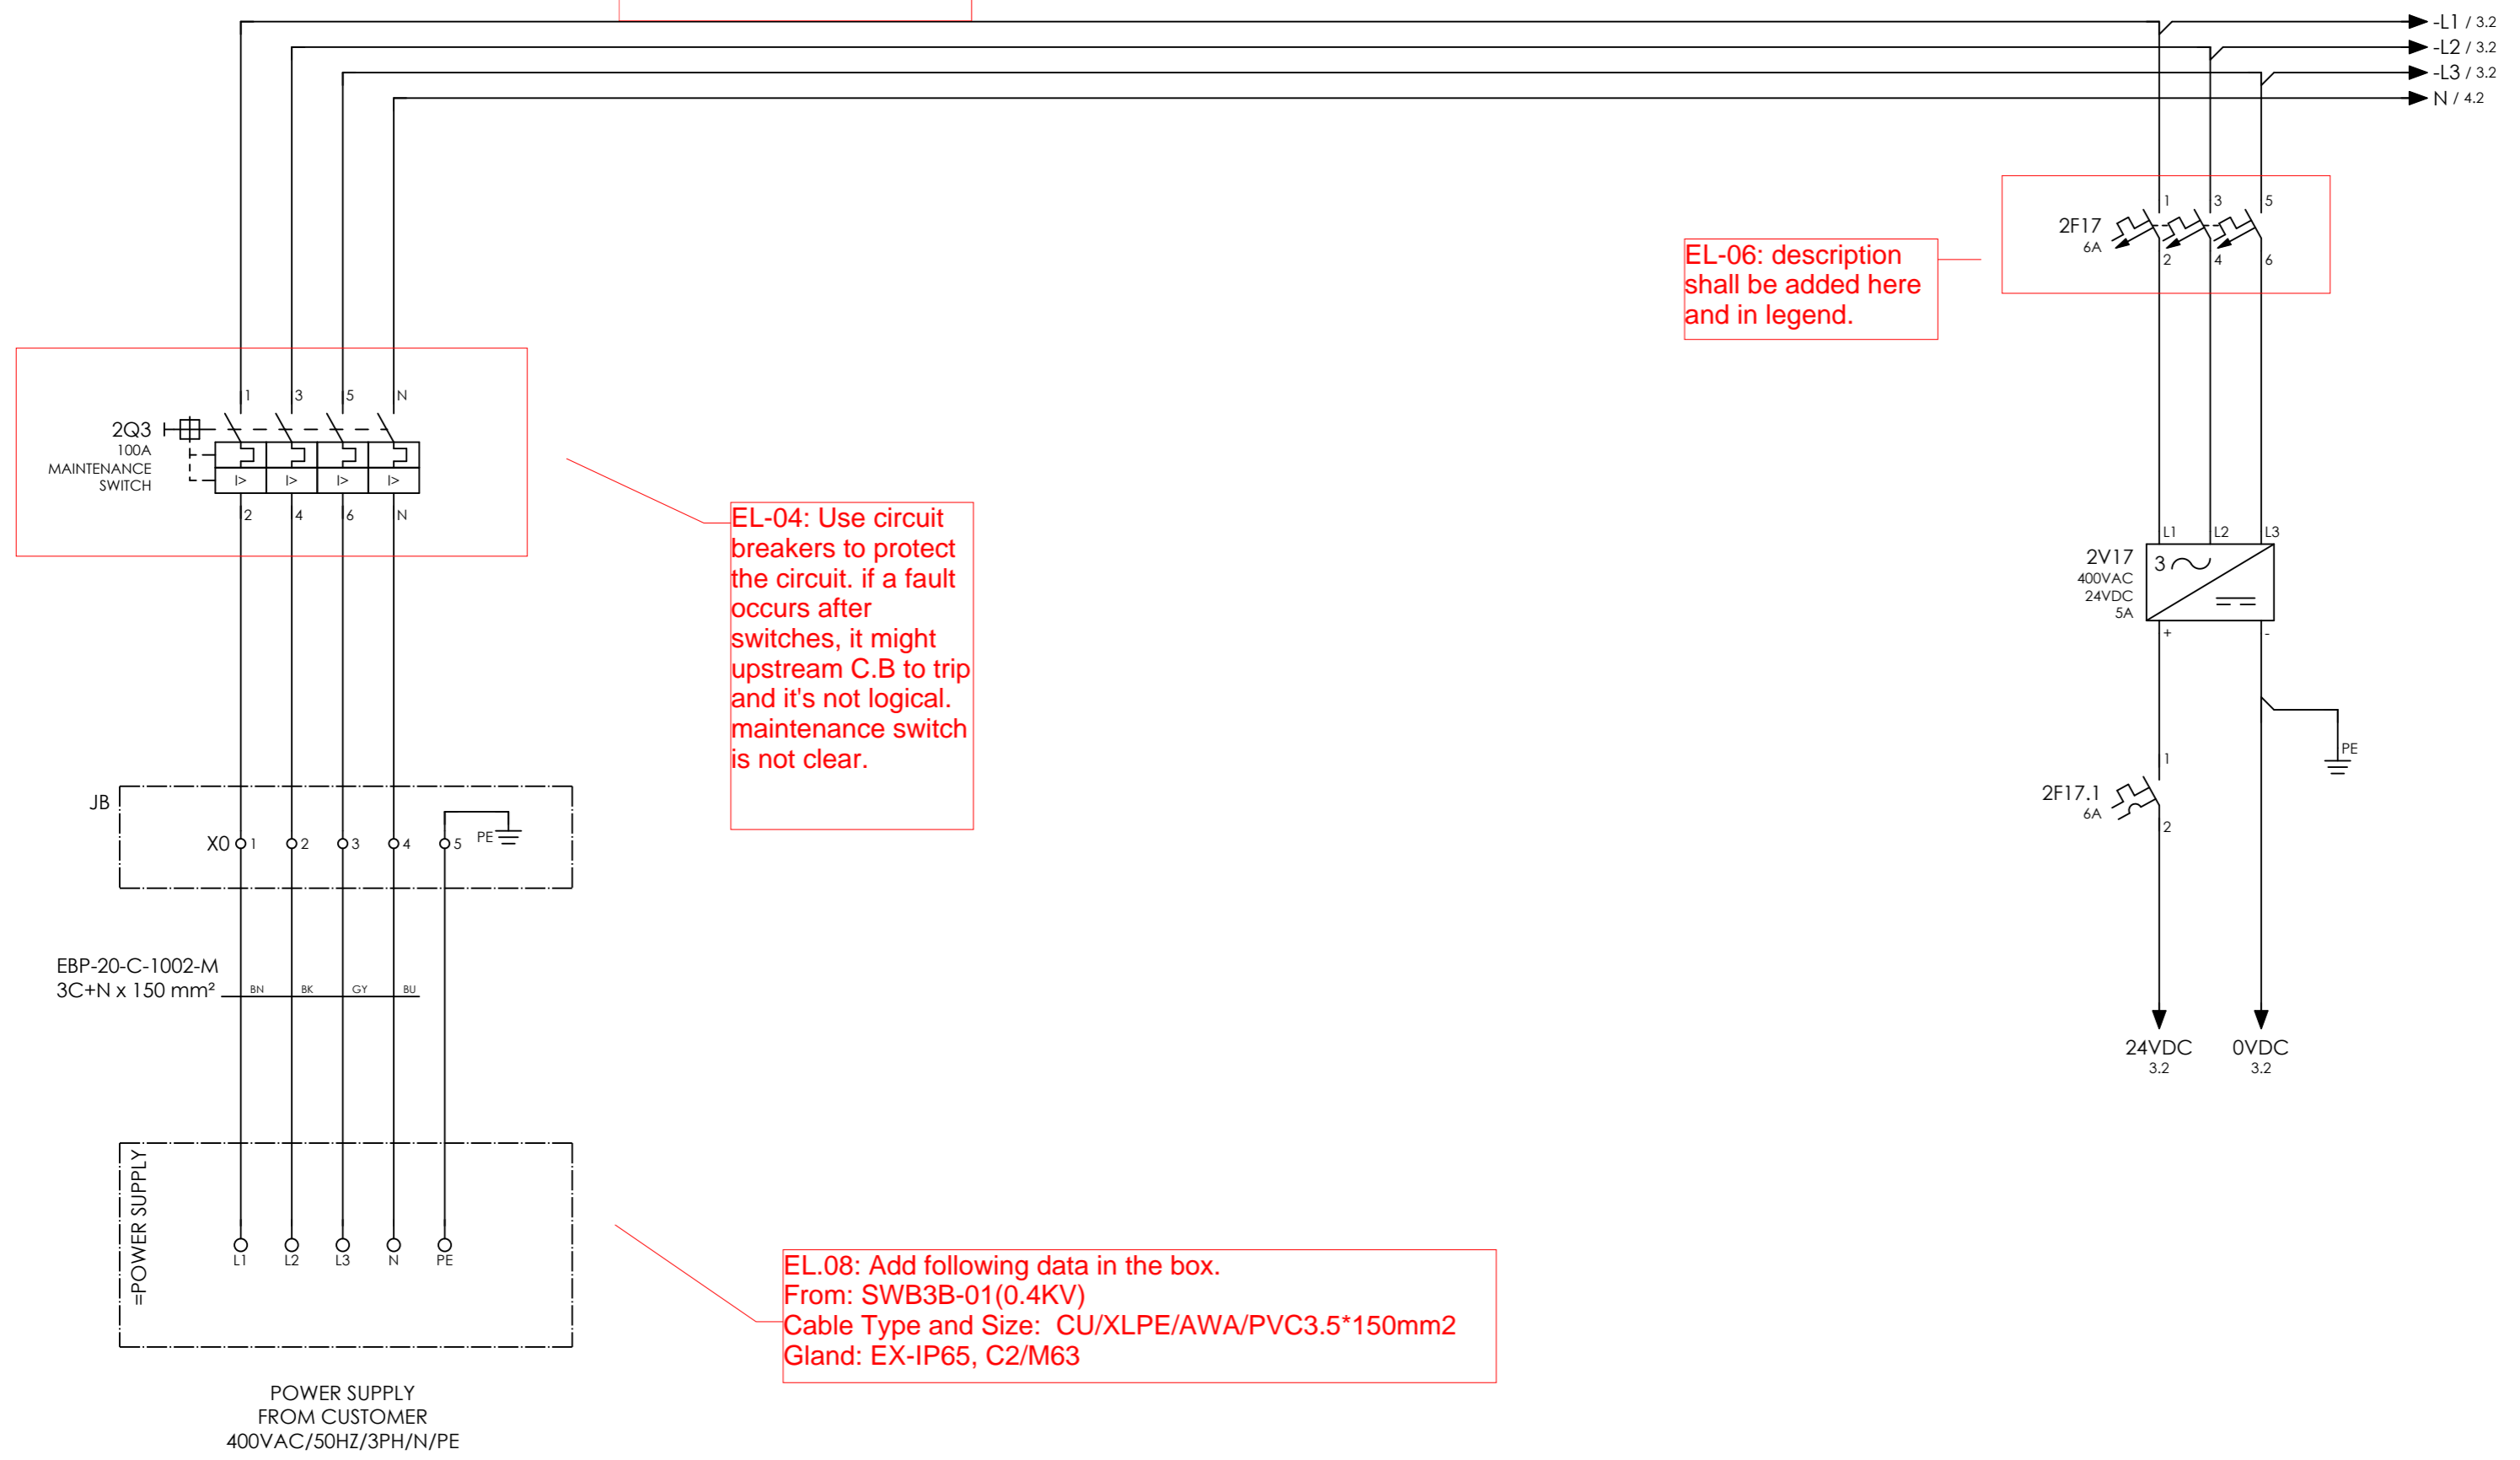 -L1 / 3.2
-L2 / 3.2
-L3 / 3.2
N / 4.2
1 3 5
2F17
6A
2 4 6
EL-06: description
shall be added here
and in legend.
1 3 5 N
2Q3
100A
MAINTENANCE
SWITCH
I> I> I> I>
2 4 6 N
EL-04: Use circuit
breakers to protect
the circuit. if a fault
occurs after
switches, it might
upstream C.B to trip
and it's not logical.
maintenance switch
is not clear.
L1 L2 L3
2V17
400VAC
24VDC
5A
3
+ -
PE
1
2F17.1
6A
2
24VDC
3.2
0VDC
3.2
JB
X0 1 2 3 4 5 PE
EBP-20-C-1002-M
3C+N x 150 mm²
BN BK GY BU
=POWER SUPPLY
L1 L2 L3 N PE
EL.08: Add following data in the box.
From: SWB3B-01(0.4KV)
Cable Type and Size:  CU/XLPE/AWA/PVC3.5*150mm2
Gland: EX-IP65, C2/M63
POWER SUPPLY
FROM CUSTOMER
400VAC/50HZ/3PH/N/PE